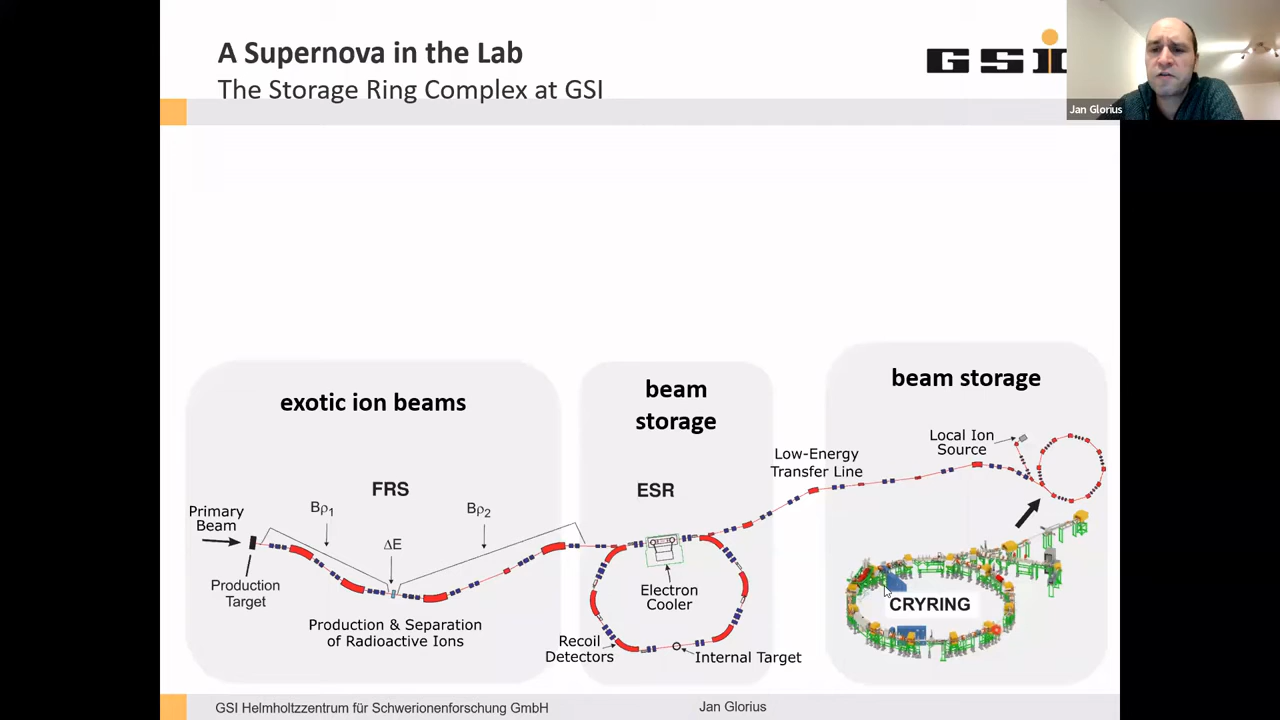 A Supernova in the Lab
The Storage Ring Complex at GSI
GSI
Jan Glorius
exotic ion beams
beam
storage
beam storage
FRS
ESR
Primary
Beam
Bρ1
Bρ2
ΔE
Production
Target
Production & Separation
of Radioactive Ions
Electron
Cooler
Recoil
Detectors
Internal Target
Low-Energy
Transfer Line
Local Ion
Source
CRYRING
GSI Helmholtzzentrum für Schwerionenforschung GmbH
Jan Glorius